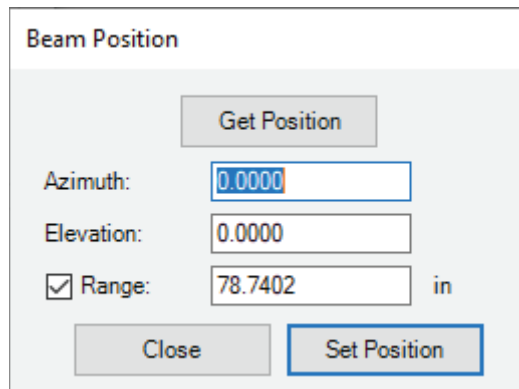 Beam Position
Get Position
Azimuth: 0.0000
Elevation: 0.0000
Range: 78.7402 in
Close Set Position